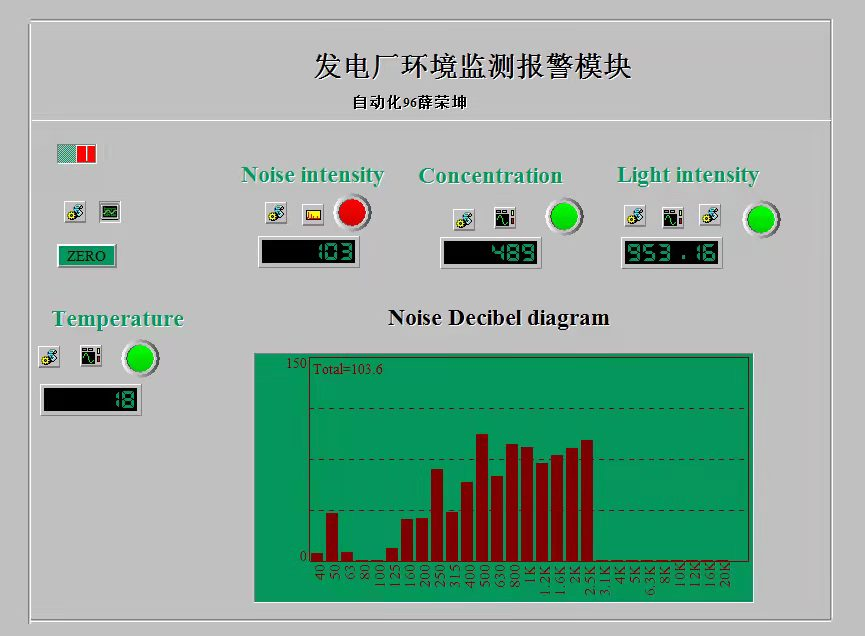 发电厂环境监测报警模块
自动化96薛荣坤
Noise intensity
Concentration
Light intensity
103
489
953.16
ZERO
Temperature
18
Noise Decibel diagram
150
Total=103.6
0
40 50 63 80 100 125 160 200 250 315 400 500 630 800 1K 1.2K 1.6K 2K 2.5K 3.1K 4K 5K 6.3K 8K 10K 12K 16K 20K